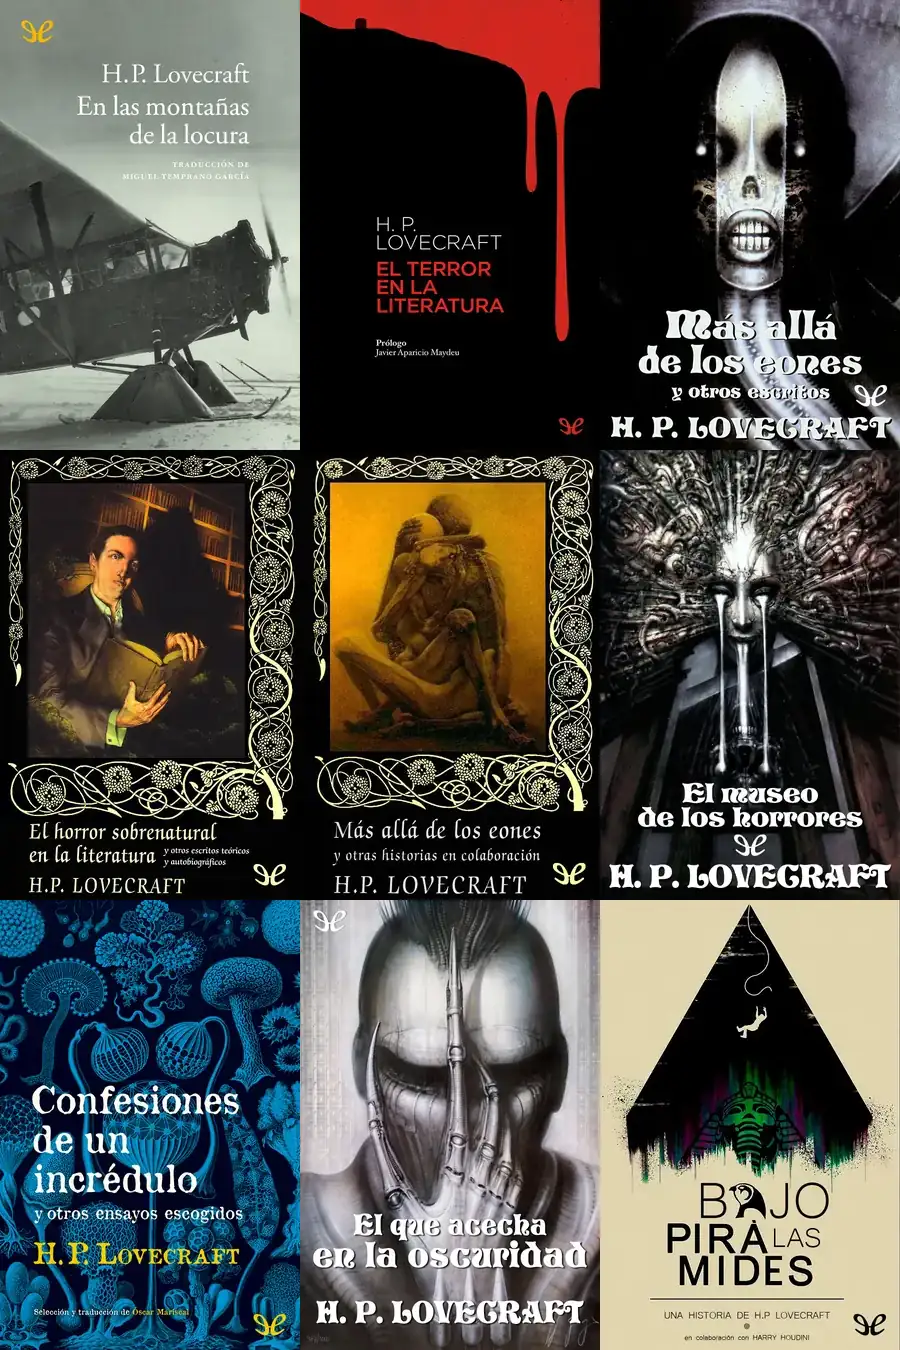 H.P. Lovecraft
En las montañas
de la locura
TRADUCCIÓN DE
MIGUEL TEMPRANO GARCÍA
H. P.
LOVECRAFT
EL TERROR
EN LA
LITERATURA
Prólogo
Javier Aparicio Maydeu
Más allá
de los eones
y otros escritos
H. P. LOVECRAFT
El horror sobrenatural
en la literatura y otros escritos teóricos
y autobiográficos
H.P. LOVECRAFT
Más allá de los eones
y otras historias en colaboración
H.P. LOVECRAFT
El museo
de los horrores
H. P. LOVECRAFT
Confesiones
de un
incrédulo
y otros ensayos escogidos
H.P. LOVECRAFT
Selección y traducción de Óscar Mariscal
El que acecha
en la oscuridad
H. P. LOVECRAFT
BAJO
PIRÁ LAS
MIDES
UNA HISTORIA DE H.P LOVECRAFT
en colaboración con HARRY HOUDINI